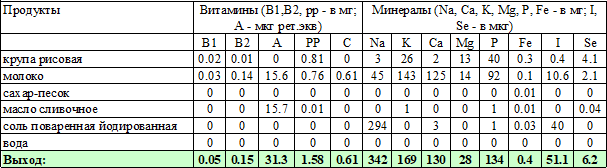 Продукты Витамины (B1,B2, рр - в мг; Минералы (Na, Ca, K, Mg, P, Fe - в мг; I,
А - мкг рет.экв) Se - в мкг)
B1 B2 A PP C Na K Ca Mg P Fe I Se
крупа рисовая 0.02 0.01 0 0.81 0 3 26 2 13 40 0.3 0.4 4.1
молоко 0.03 0.14 15.6 0.76 0.61 45 143 125 14 92 0.1 10.6 2.1
сахар-песок 0 0 0 0 0 0 0 0 0 0 0.01 0 0
масло сливочное 0 0 15.7 0.01 0 0 1 1 0 1 0.01 0 0.04
соль поваренная йодированная 0 0 0 0 0 294 0 3 0 1 0.03 40 0
вода 0 0 0 0 0 0 0 0 0 0 0 0 0
Выход: 0.05 0.15 31.3 1.58 0.61 342 169 130 28 134 0.4 51.1 6.2